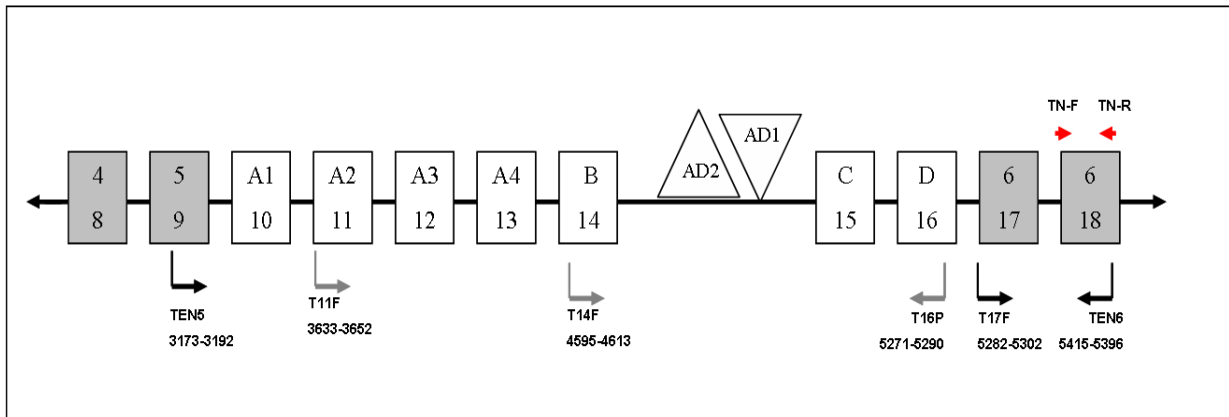 TN-F TN-R
AD2 AD1
4 5 A1 A2 A3 A4 B C D 6 6
8 9 10 11 12 13 14 15 16 17 18
TEN5 T11F T14F T16P T17F TEN6
3173-3192 3633-3652 4595-4613 5271-5290 5282-5302 5415-5396